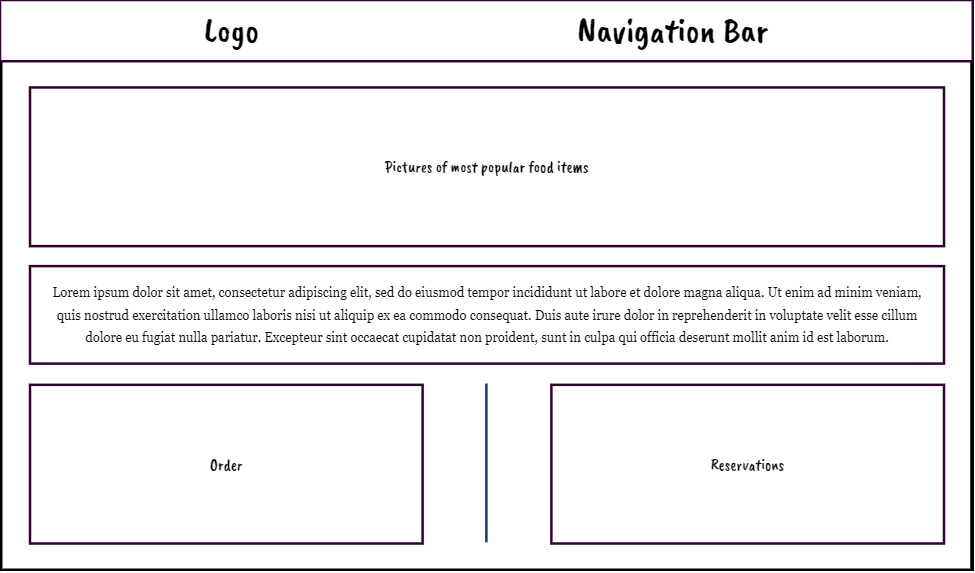 Logo
Navigation Bar
Pictures of most popular food items
Lorem ipsum dolor sit amet, consectetur adipiscing elit, sed do eiusmod tempor incididunt ut labore et dolore magna aliqua. Ut enim ad minim veniam,
quis nostrud exercitation ullamco laboris nisi ut aliquip ex ea commodo consequat. Duis aute irure dolor in reprehenderit in voluptate velit esse cillum
dolore eu fugiat nulla pariatur. Excepteur sint occaecat cupidatat non proident, sunt in culpa qui officia deserunt mollit anim id est laborum.
Order
Reservations